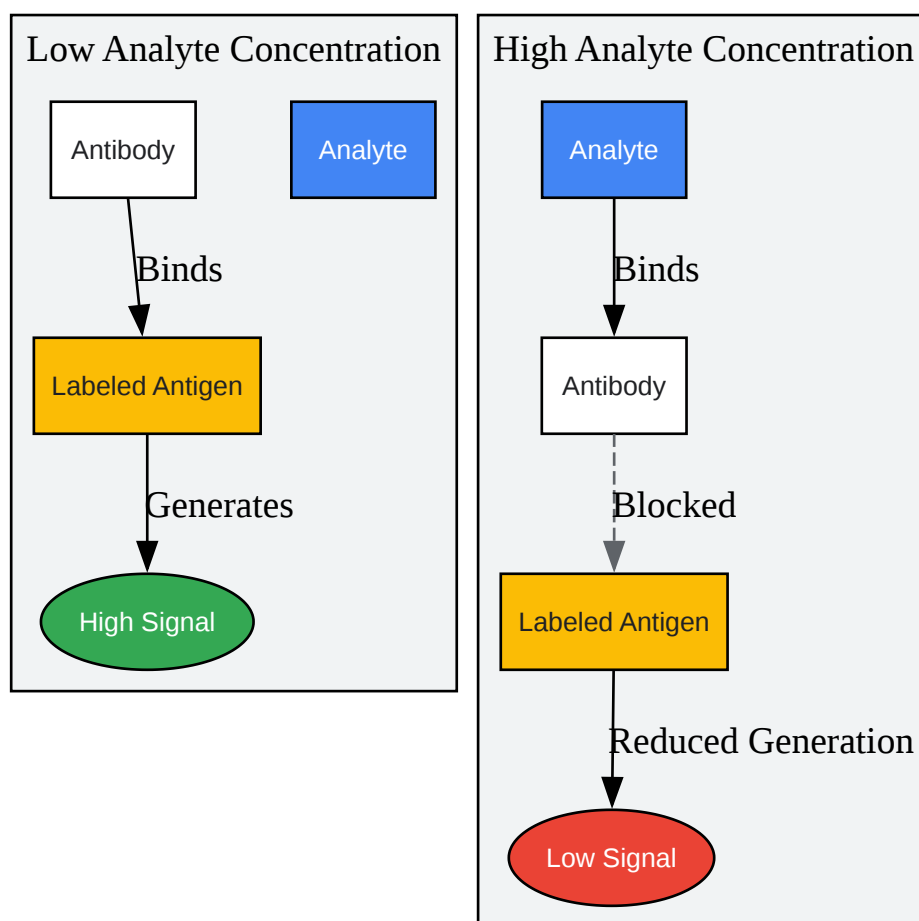 Low Analyte Concentration
Antibody
Analyte
Binds
Labeled Antigen
Generates
High Signal
High Analyte Concentration
Analyte
Binds
Antibody
Blocked
Labeled Antigen
Reduced Generation
Low Signal